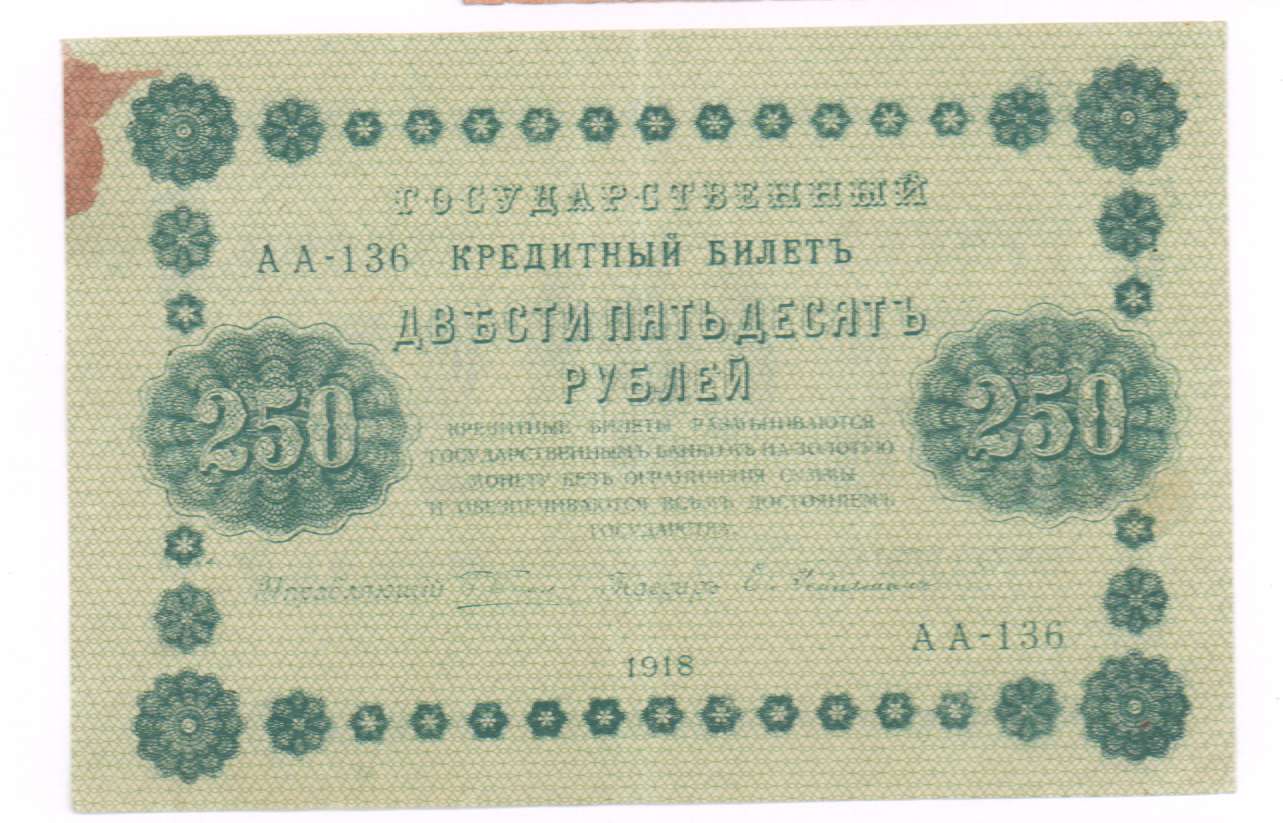 ГОСУДАРСТВЕННЫЙ
АА-136 КРЕДИТНЫЙ БИЛЕТЪ
ДВѢСТИ ПЯТЬДЕСЯТЪ
РУБЛЕЙ
250 250
КРЕДИТНЫЕ БИЛЕТЫ РАЗМѢНИВАЮТСЯ
ГОСУДАРСТВЕННЫМЪ БАНКОМЪ НА ЗОЛОТУЮ
МОНЕТУ БЕЗЪ ОГРАНИЧЕНІЯ СУММЫ
И ОБЕЗПЕЧИВАЮТСЯ ВСѢМЪ ДОСТОЯНІЕМЪ
ГОСУДАРСТВА.
Управляющій Кассиръ
АА-136
1918